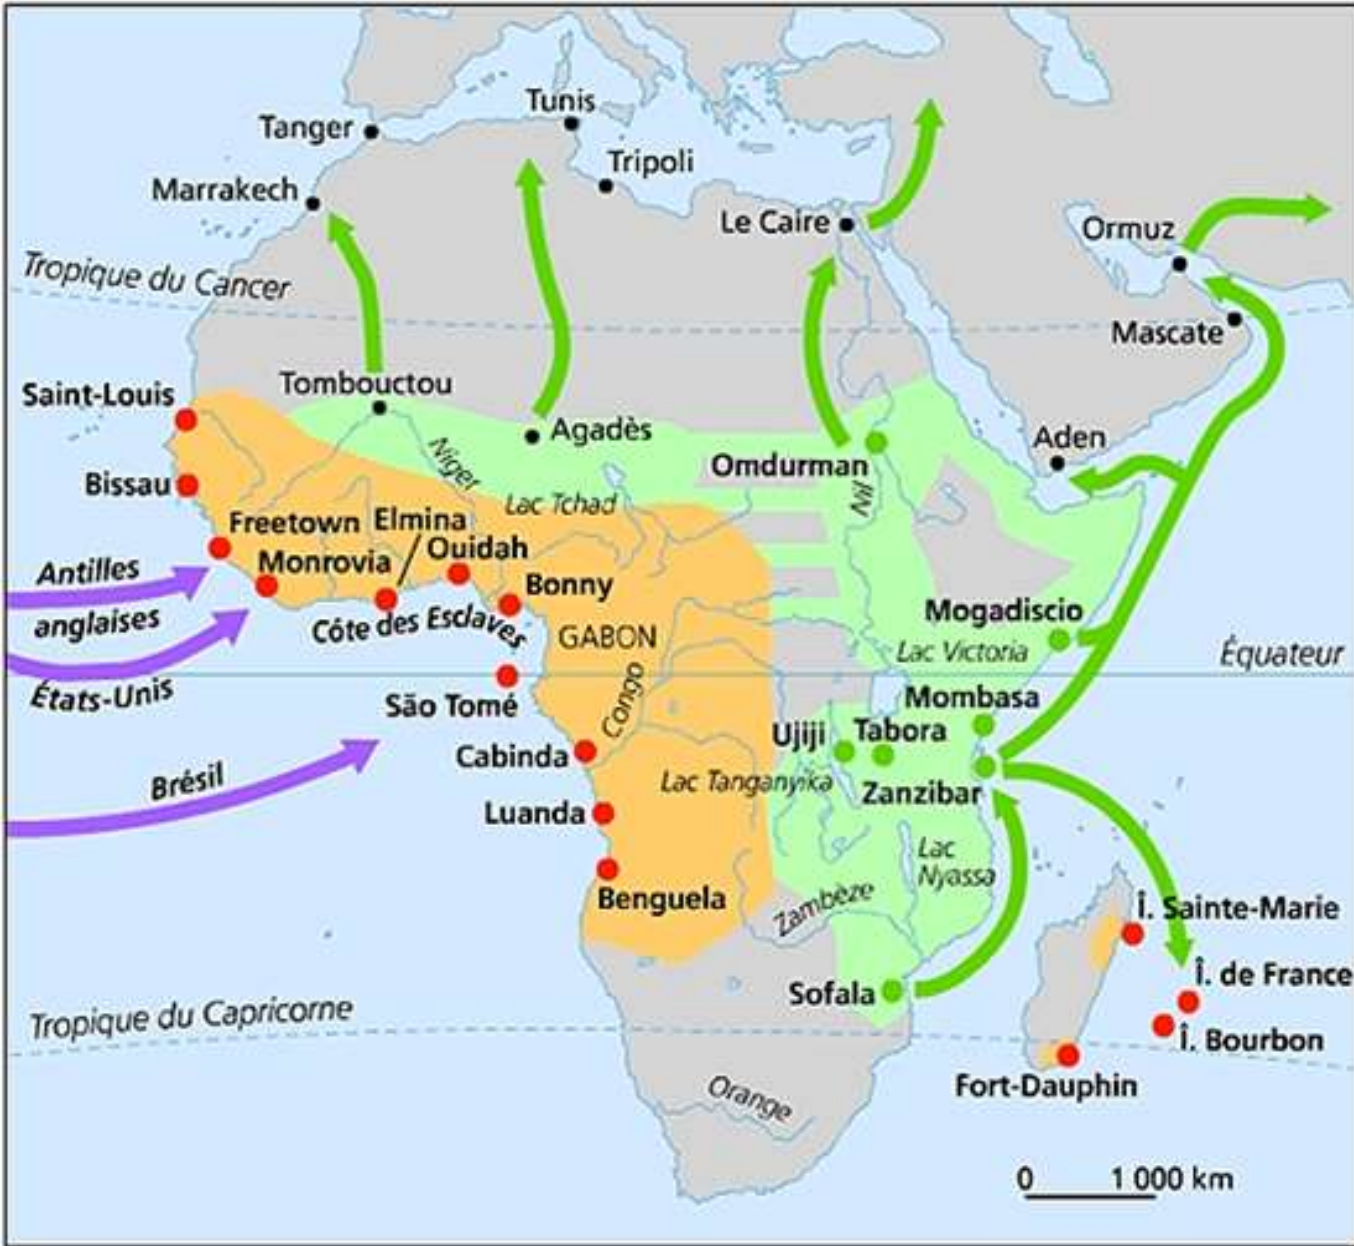 Tunis
Tanger
Tripoli
Marrakech
Le Caire
Ormuz
Tropique du Cancer
Mascate
Tombouctou
Saint-Louis
Agadès
Aden
Niger
Omdurman
Bissau
Nil
Lac Tchad
Freetown
Elmina
Monrovia
Ouidah
Antilles
anglaises
Bonny
Côte des Esclaves
GABON
Mogadiscio
Lac Victoria
Équateur
États-Unis
São Tomé
Congo
Mombasa
Ujiji
Tabora
Cabinda
Brésil
Lac Tanganyika
Zanzibar
Luanda
Lac
Nyassa
Benguela
Zambèze
Î. Sainte-Marie
Sofala
Î. de France
Tropique du Capricorne
Î. Bourbon
Fort-Dauphin
Orange
0 1 000 km